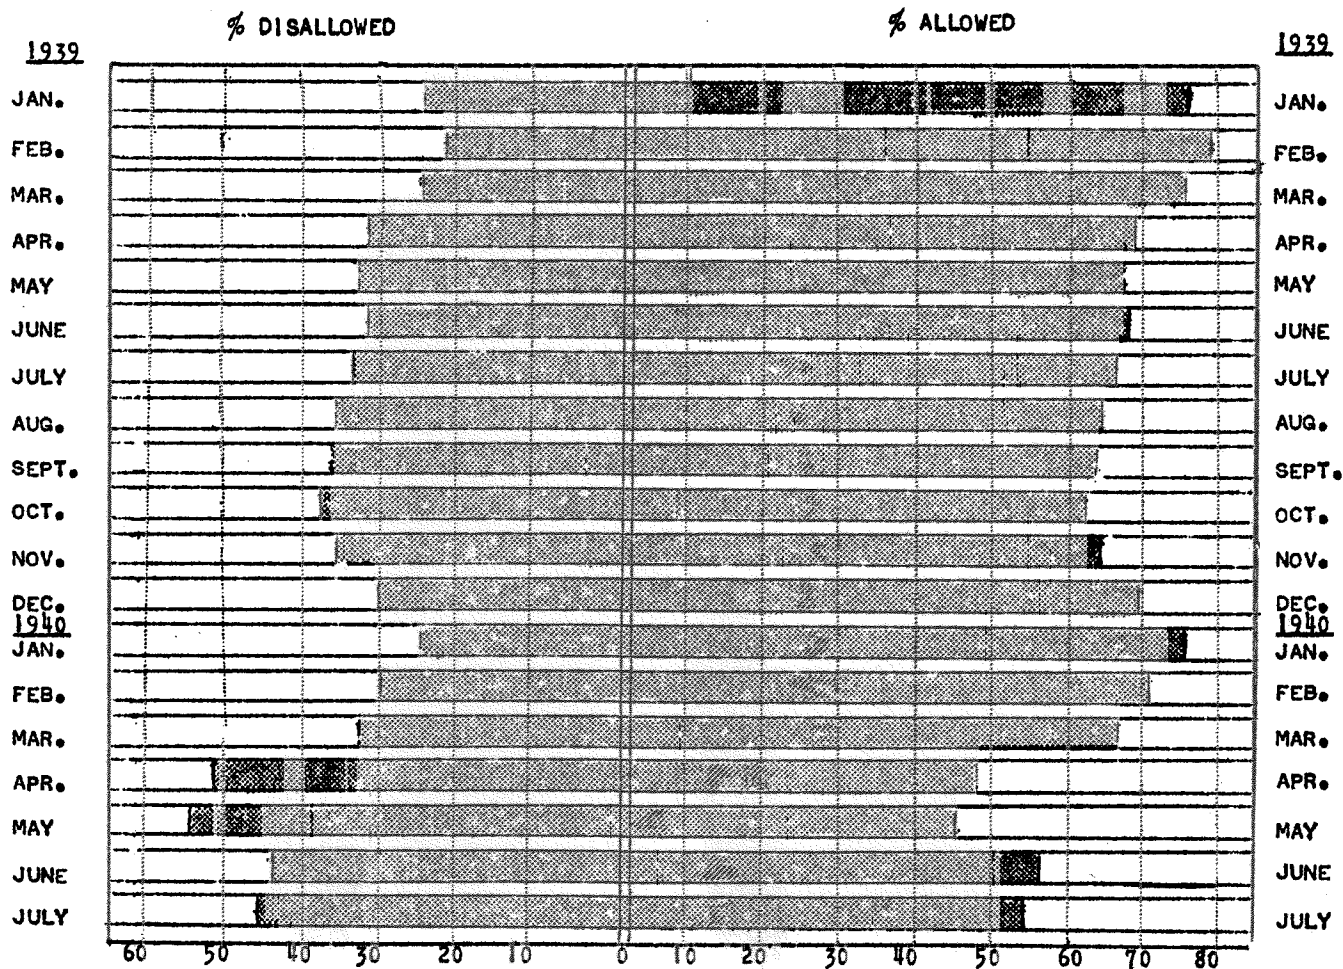 % DISALLOWED % ALLOWED
1939 1939
JAN. JAN.
FEB. FEB.
MAR. MAR.
APR. APR.
MAY MAY
JUNE JUNE
JULY JULY
AUG. AUG.
SEPT. SEPT.
OCT. OCT.
NOV. NOV.
DEC. DEC.
1940 1940
JAN. JAN.
FEB. FEB.
MAR. MAR.
APR. APR.
MAY MAY
JUNE JUNE
JULY JULY
60 50 40 30 20 10 0 10 20 30 40 50 60 70 80